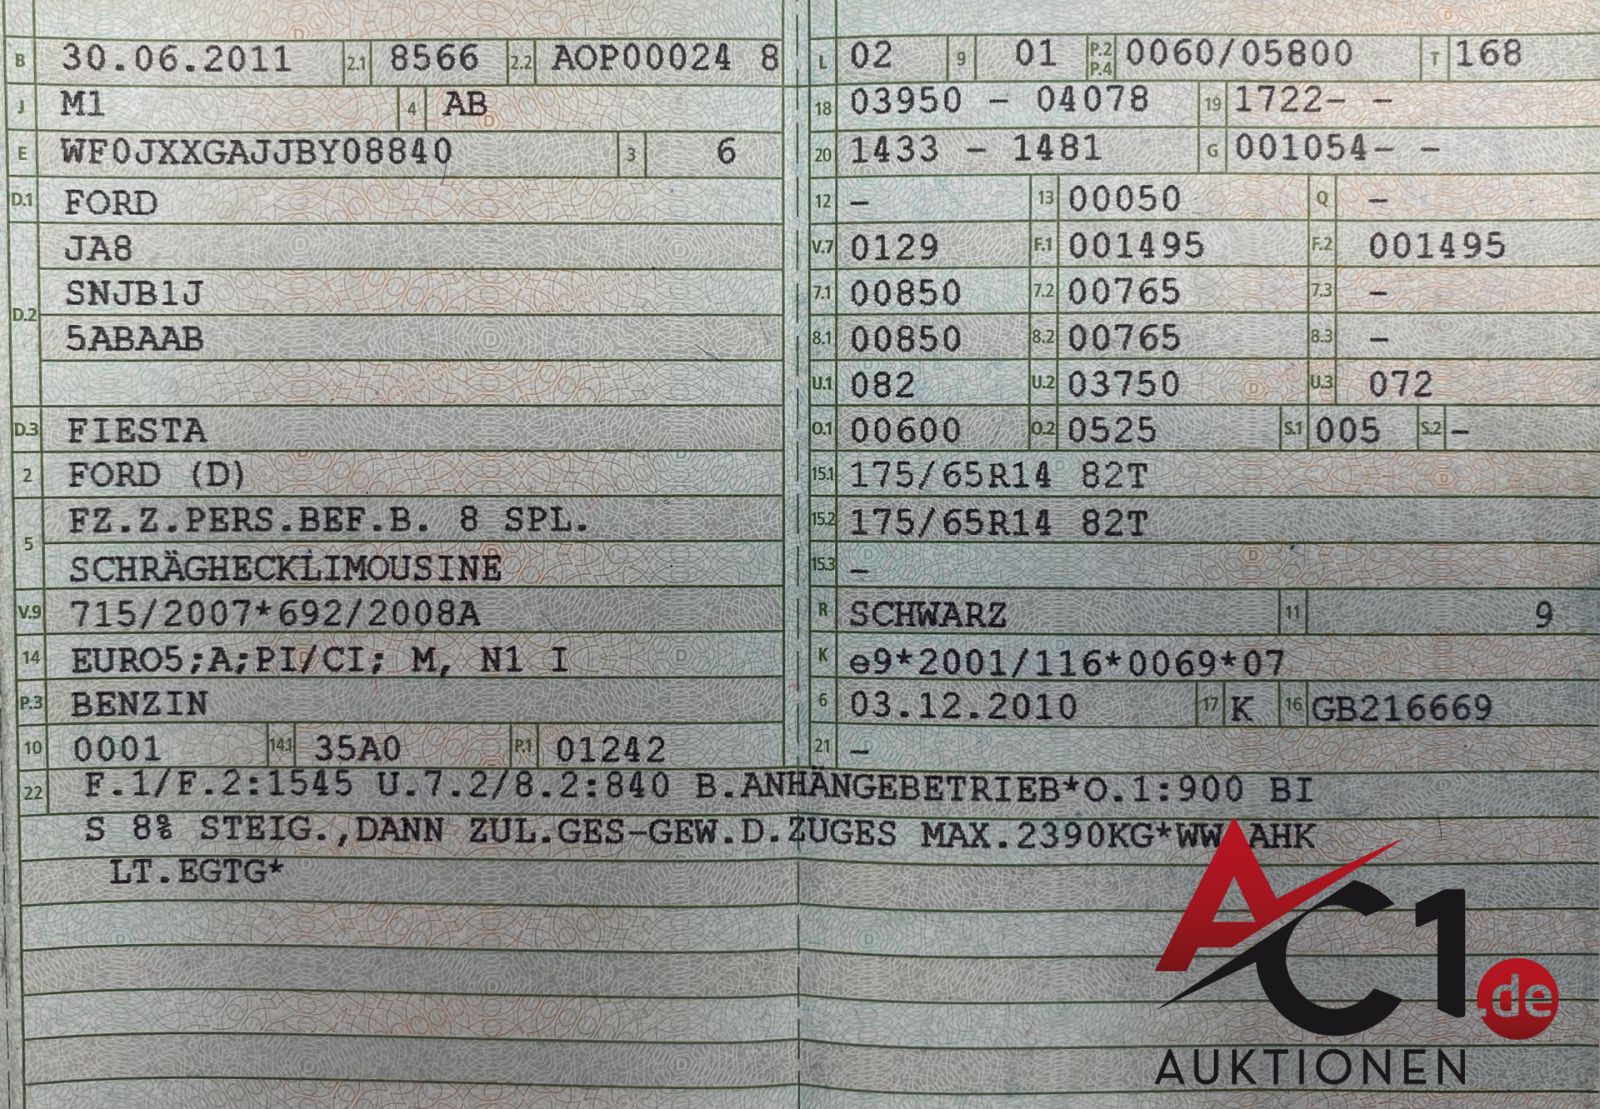 B 30.06.2011 2.1 8566 2.2 AOP00024 8
J M1 4 AB
E WF0JXXGAJJBY08840 3 6
D.1 FORD
JA8
D.2 SNJB1J
5ABAAB
D.3 FIESTA
2 FORD (D)
5 FZ.Z.PERS.BEF.B. 8 SPL.
SCHRÄGHECKLIMOUSINE
V.9 715/2007*692/2008A
14 EURO5;A;PI/CI; M, N1 I
P.3 BENZIN
10 0001 14.1 35A0 P.1 01242
L 02 9 01 P.2 P.4 0060/05800 T 168
18 03950 - 04078 19 1722- -
20 1433 - 1481 G 001054- -
12 - 13 00050 Q -
V.7 0129 F.1 001495 F.2 001495
7.1 00850 7.2 00765 7.3 -
8.1 00850 8.2 00765 8.3 -
U.1 082 U.2 03750 U.3 072
O.1 00600 O.2 0525 S.1 005 S.2 -
15.1 175/65R14 82T
15.2 175/65R14 82T
15.3 -
R SCHWARZ 11 9
K e9*2001/116*0069*07
6 03.12.2010 17 K 16 GB216669
21 -
22 F.1/F.2:1545 U.7.2/8.2:840 B.ANHÄNGEBETRIEB*O.1:900 BI
S 8% STEIG.,DANN ZUL.GES-GEW.D.ZUGES MAX.2390KG*WW AHK
LT.EGTG*
AC1.de
AUKTIONEN